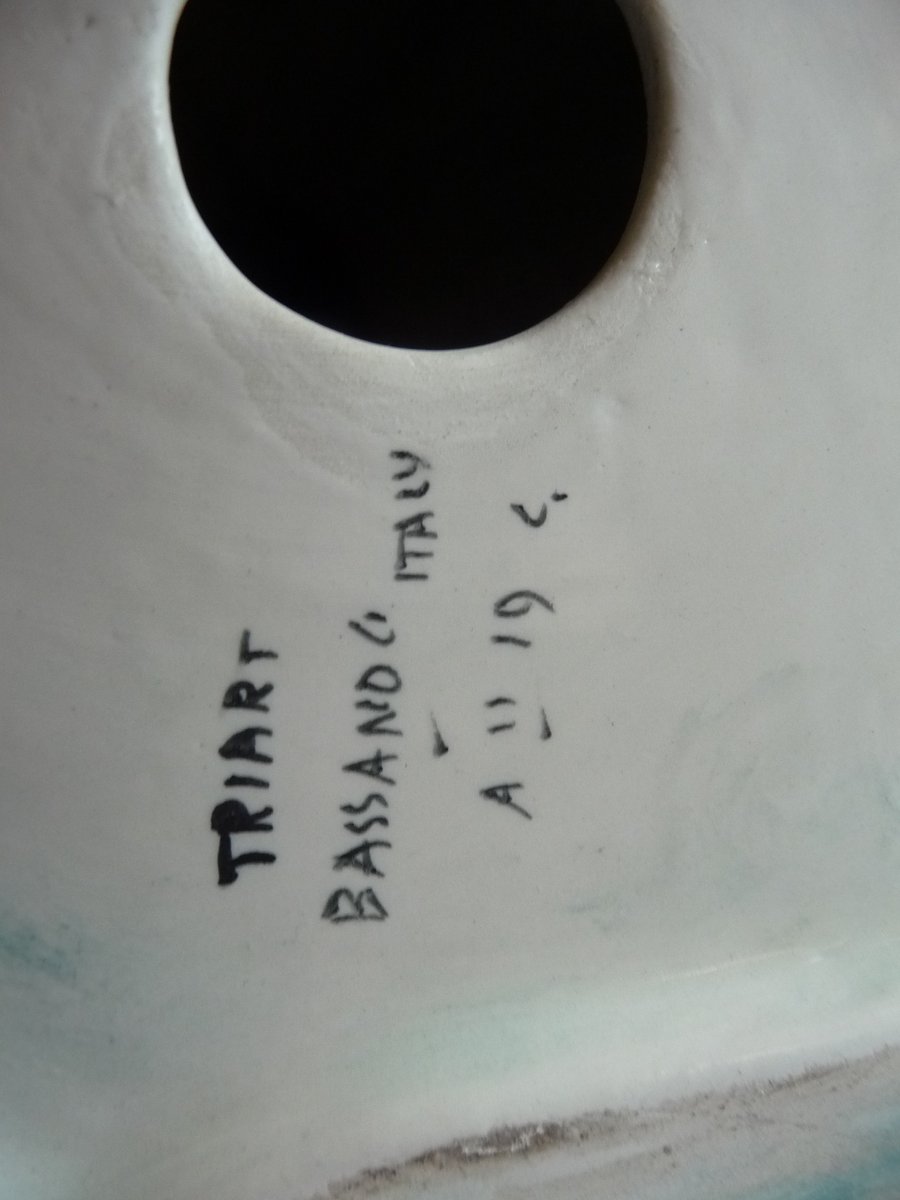 TRIART
BASSANO G. ITALY
A 11 19 C.